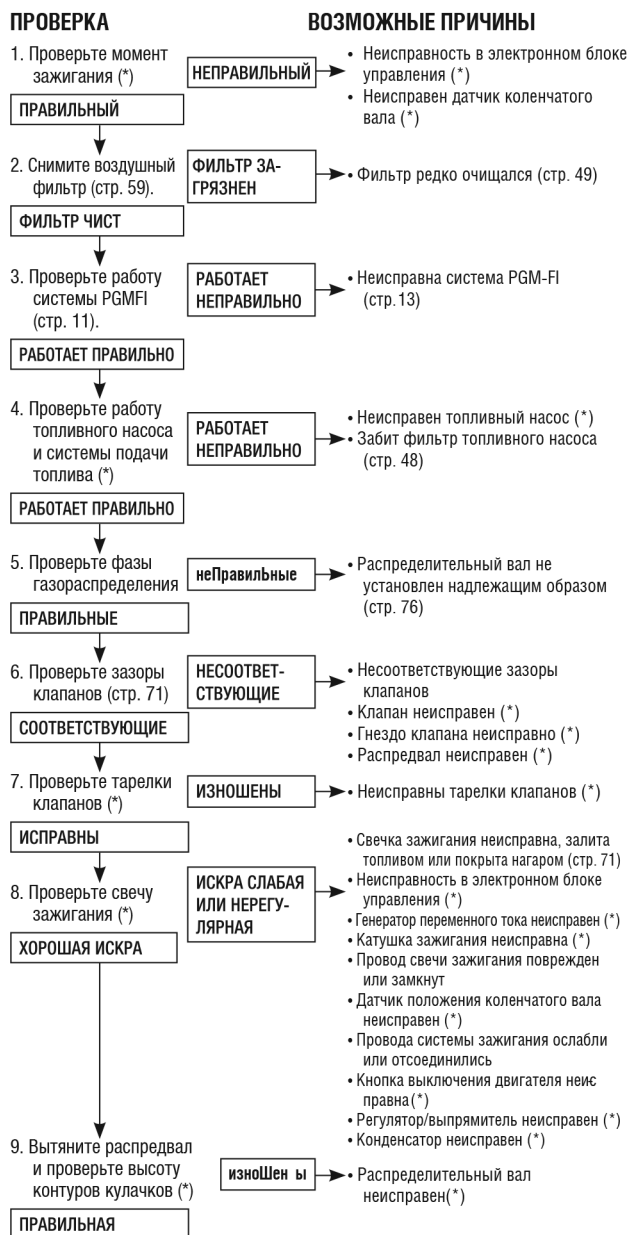 ПРОВЕРКА
ВОЗМОЖНЫЕ ПРИЧИНЫ
1. Проверьте момент
зажигания (*)
НЕПРАВИЛЬНЫЙ
• Неисправность в электронном блоке
управления (*)
• Неисправен датчик коленчатого
вала (*)
ПРАВИЛЬНЫЙ
2. Снимите воздушный
фильтр (стр. 59).
ФИЛЬТР ЗА-
ГРЯЗНЕН
• Фильтр редко очищался (стр. 49)
ФИЛЬТР ЧИСТ
3. Проверьте работу
системы PGMFI
(стр. 11).
РАБОТАЕТ
НЕПРАВИЛЬНО
• Неисправна система PGM-FI
(стр.13)
РАБОТАЕТ ПРАВИЛЬНО
4. Проверьте работу
топливного насоса
и системы подачи
топлива (*)
РАБОТАЕТ
НЕПРАВИЛЬНО
• Неисправен топливный насос (*)
• Забит фильтр топливного насоса
(стр. 48)
РАБОТАЕТ ПРАВИЛЬНО
5. Проверьте фазы
газораспределения
неПравилЬные
• Распределительный вал не
установлен надлежащим образом
(стр. 76)
ПРАВИЛЬНЫЕ
6. Проверьте зазоры
клапанов (стр. 71)
НЕСООТВЕТ-
СТВУЮЩИЕ
• Несоответствующие зазоры
клапанов
• Клапан неисправен (*)
• Гнездо клапана неисправно (*)
• Распредвал неисправен (*)
СООТВЕТСТВУЮЩИЕ
7. Проверьте тарелки
клапанов (*)
ИЗНОШЕНЫ
• Неисправны тарелки клапанов (*)
ИСПРАВНЫ
8. Проверьте свечу
зажигания (*)
ИСКРА СЛАБАЯ
ИЛИ НЕРЕГУ-
ЛЯРНАЯ
• Свечка зажигания неисправна, залита
топливом или покрыта нагаром (стр. 71)
• Неисправность в электронном блоке
управления (*)
• Генератор переменного тока неисправен (*)
• Катушка зажигания неисправна (*)
• Провод свечи зажигания поврежден
или замкнут
• Датчик положения коленчатого вала
неисправен (*)
• Провода системы зажигания ослабли
или отсоединились
• Кнопка выключения двигателя неис
правна(*)
• Регулятор/выпрямитель неисправен (*)
• Конденсатор неисправен (*)
ХОРОШАЯ ИСКРА
9. Вытяните распредвал
и проверьте высоту
контуров кулачков (*)
изноШен ы
• Распределительный вал
неисправен(*)
ПРАВИЛЬНАЯ